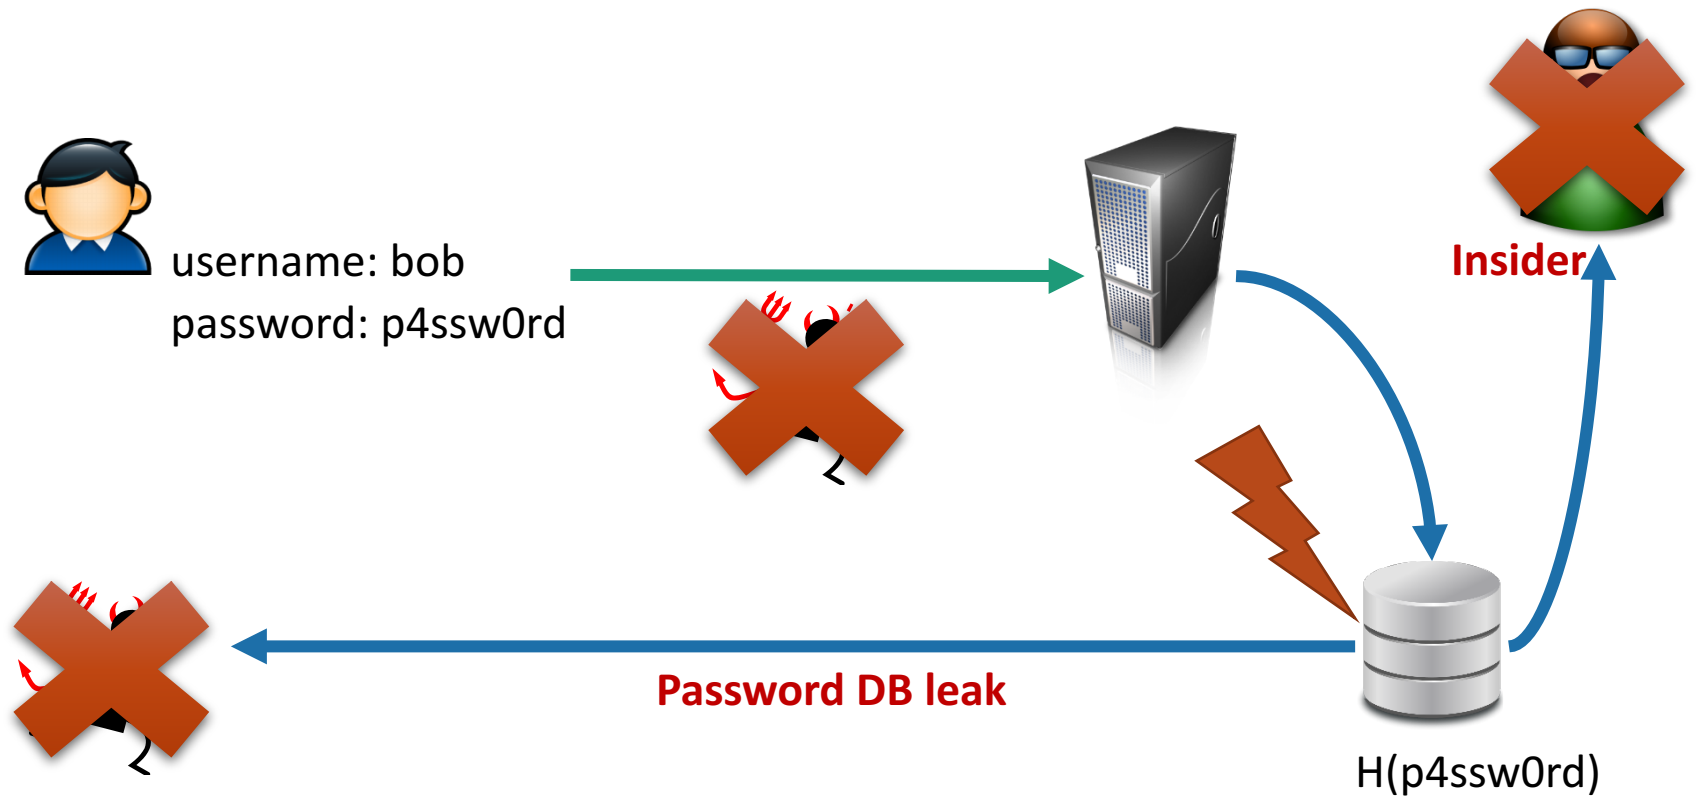 username: bob
password: p4ssw0rd
Insider
Password DB leak
H(p4ssw0rd)